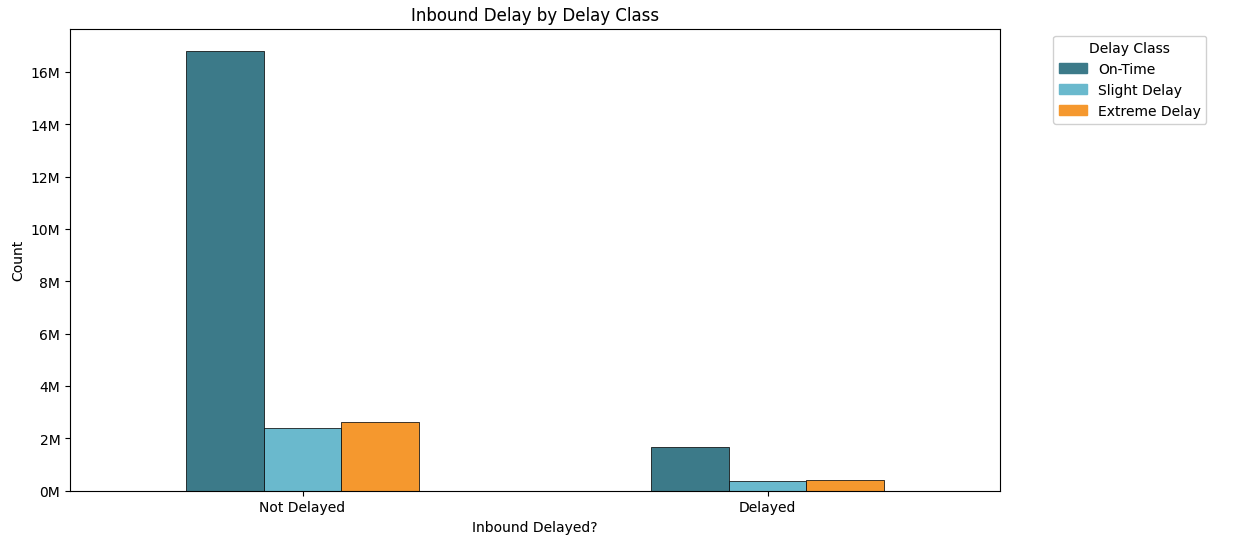 Inbound Delay by Delay Class
Delay Class
On-Time
Slight Delay
Extreme Delay
Count
16M
14M
12M
10M
8M
6M
4M
2M
0M
Not Delayed
Delayed
Inbound Delayed?